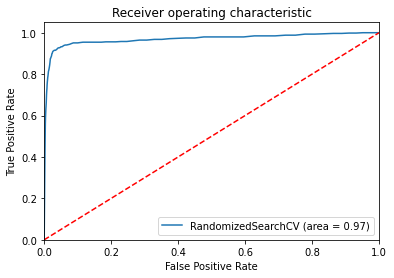 Receiver operating characteristic
True Positive Rate
1.0
0.8
0.6
0.4
0.2
0.0
RandomizedSearchCV (area = 0.97)
0.0 0.2 0.4 0.6 0.8 1.0
False Positive Rate